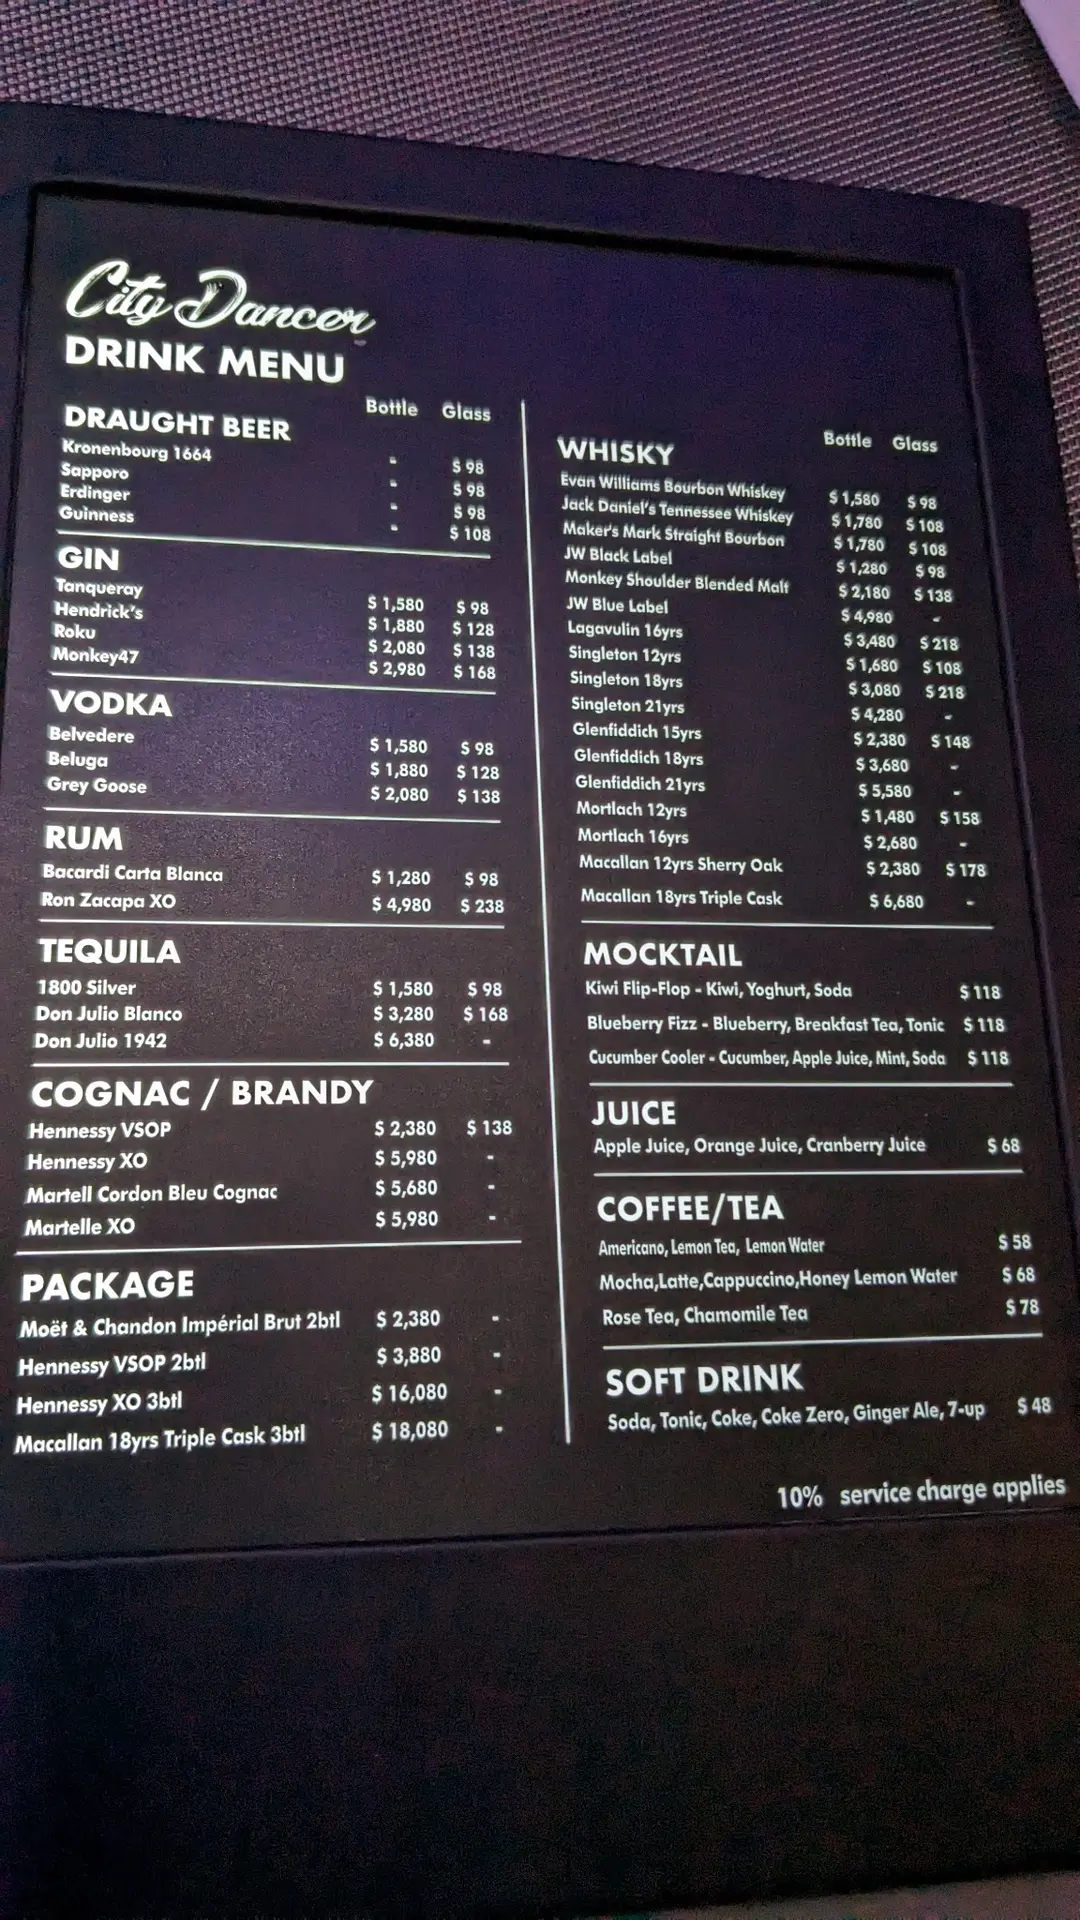 City Dancer
DRINK MENU
Bottle Glass
DRAUGHT BEER
Kronenbourg 1664 - $ 98
Sapporo - $ 98
Erdinger - $ 98
Guinness - $ 108
GIN
Tanqueray $ 1,580 $ 98
Hendrick's $ 1,880 $ 128
Roku $ 2,080 $ 138
Monkey47 $ 2,980 $ 168
VODKA
Belvedere $ 1,580 $ 98
Beluga $ 1,880 $ 128
Grey Goose $ 2,080 $ 138
RUM
Bacardi Carta Blanca $ 1,280 $ 98
Ron Zacapa XO $ 4,980 $ 238
TEQUILA
1800 Silver $ 1,580 $ 98
Don Julio Blanco $ 3,280 $ 168
Don Julio 1942 $ 6,380 -
COGNAC / BRANDY
Hennessy VSOP $ 2,380 $ 138
Hennessy XO $ 5,980 -
Martell Cordon Bleu Cognac $ 5,680 -
Martelle XO $ 5,980 -
PACKAGE
Moët & Chandon Impérial Brut 2btl $ 2,380 -
Hennessy VSOP 2btl $ 3,880 -
Hennessy XO 3btl $ 16,080 -
Macallan 18yrs Triple Cask 3btl $ 18,080 -
Bottle Glass
WHISKY
Evan Williams Bourbon Whiskey $ 1,580 $ 98
Jack Daniel's Tennessee Whiskey $ 1,780 $ 108
Maker's Mark Straight Bourbon $ 1,780 $ 108
JW Black Label $ 1,280 $ 98
Monkey Shoulder Blended Malt $ 2,180 $ 138
JW Blue Label $ 4,980 -
Lagavulin 16yrs $ 3,480 $ 218
Singleton 12yrs $ 1,680 $ 108
Singleton 18yrs $ 3,080 $ 218
Singleton 21yrs $ 4,280 -
Glenfiddich 15yrs $ 2,380 $ 148
Glenfiddich 18yrs $ 3,680 -
Glenfiddich 21yrs $ 5,580 -
Mortlach 12yrs $ 1,480 $ 158
Mortlach 16yrs $ 2,680 -
Macallan 12yrs Sherry Oak $ 2,380 $ 178
Macallan 18yrs Triple Cask $ 6,680 -
MOCKTAIL
Kiwi Flip-Flop - Kiwi, Yoghurt, Soda $ 118
Blueberry Fizz - Blueberry, Breakfast Tea, Tonic $ 118
Cucumber Cooler - Cucumber, Apple Juice, Mint, Soda $ 118
JUICE
Apple Juice, Orange Juice, Cranberry Juice $ 68
COFFEE/TEA
Americano, Lemon Tea, Lemon Water $ 58
Mocha,Latte,Cappuccino,Honey Lemon Water $ 68
Rose Tea, Chamomile Tea $ 78
SOFT DRINK
Soda, Tonic, Coke, Coke Zero, Ginger Ale, 7-up $ 48
10% service charge applies